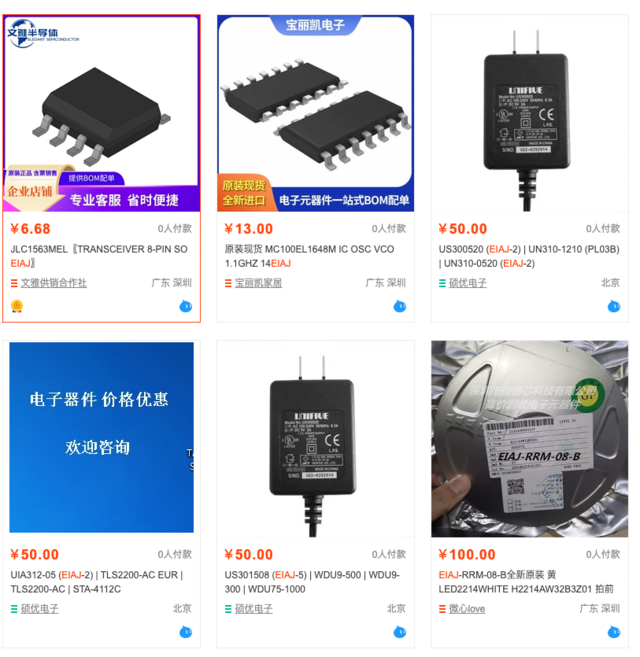 文雅半导体
ELEGANT SEMICONDUCTOR
原装正品 含票销售
提供BOM配单
企业店铺
专业客服 省时便捷
¥6.68
0人付款
JLC1563MEL〖TRANSCEIVER 8-PIN SO
EIAJ〗
文雅供销合作社
广东 深圳
宝丽凯电子
原装现货
全新进口
电子元器件一站式BOM配单
¥13.00
0人付款
原装现货 MC100EL1648M IC OSC VCO
1.1GHZ 14EIAJ
宝丽凯家居
广东 深圳
UNIFIVE
L.P.S.
¥50.00
0人付款
US300520 (EIAJ-2) | UN310-1210 (PL03B)
| UN310-0520 (EIAJ-2)
硕优电子
北京
电子器件 价格优惠
欢迎咨询
¥50.00
0人付款
UIA312-05 (EIAJ-2) | TLS2200-AC EUR |
TLS2200-AC | STA-4112C
硕优电子
北京
UNIFIVE
L.P.S.
¥50.00
0人付款
US301508 (EIAJ-5) | WDU9-500 | WDU9-
300 | WDU75-1000
硕优电子
北京
EIAJ-RRM-08-B
¥100.00
0人付款
EIAJ-RRM-08-B全新原装 黄
LED2214WHITE H2214AW32B3Z01 拍前
微心love
广东 深圳